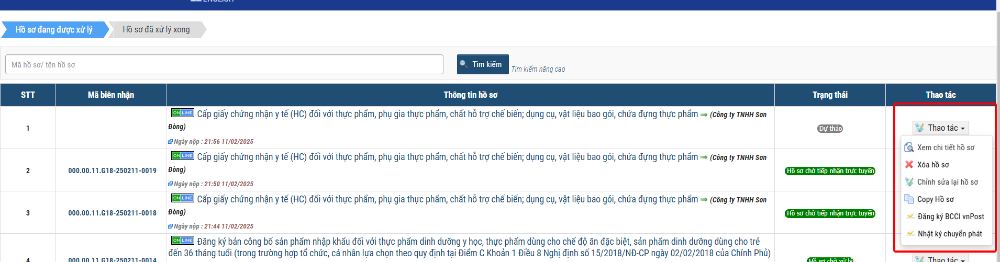 ENGLISH
Hồ sơ đang được xử lý
Hồ sơ đã xử lý xong
Mã hồ sơ/ tên hồ sơ
Tìm kiếm
Tìm kiếm nâng cao
STT
Mã biên nhận
Thông tin hồ sơ
Trạng thái
Thao tác
1
ONLINE Cấp giấy chứng nhận y tế (HC) đối với thực phẩm, phụ gia thực phẩm, chất hỗ trợ chế biến; dụng cụ, vật liệu bao gói, chứa đựng thực phẩm (Công ty TNHH Sơn
Đòng)
Ngày nộp : 21:56 11/02/2025
Dự thảo
Thao tác
Xem chi tiết hồ sơ
Xóa hồ sơ
Chỉnh sửa lại hồ sơ
Copy Hồ sơ
Đăng ký BCCI vnPost
Nhật ký chuyển phát
2
000.00.11.G18-250211-0019
ONLINE Cấp giấy chứng nhận y tế (HC) đối với thực phẩm, phụ gia thực phẩm, chất hỗ trợ chế biến; dụng cụ, vật liệu bao gói, chứa đựng thực phẩm (Công ty TNHH Sơn
Đòng)
Ngày nộp : 21:50 11/02/2025
Hồ sơ chờ tiếp nhận trực tuyến
3
000.00.11.G18-250211-0018
ONLINE Cấp giấy chứng nhận y tế (HC) đối với thực phẩm, phụ gia thực phẩm, chất hỗ trợ chế biến; dụng cụ, vật liệu bao gói, chứa đựng thực phẩm (Công ty TNHH Sơn
Đòng)
Ngày nộp : 21:44 11/02/2025
Hồ sơ chờ tiếp nhận trực tuyến
4
000.00.11.G18-250211-0014
ONLINE Đăng ký bản công bố sản phẩm nhập khẩu đối với thực phẩm dinh dưỡng y học, thực phẩm dùng cho chế độ ăn đặc biệt, sản phẩm dinh dưỡng dùng cho trẻ
đến 36 tháng tuổi (trong trường hợp tổ chức, cá nhân lựa chọn theo quy định tại Điểm C Khoản 1 Điều 8 Nghị định số 15/2018/NĐ-CP ngày 02/02/2018 của Chính Phủ)
Hồ sơ chờ xử lý
Thao tác